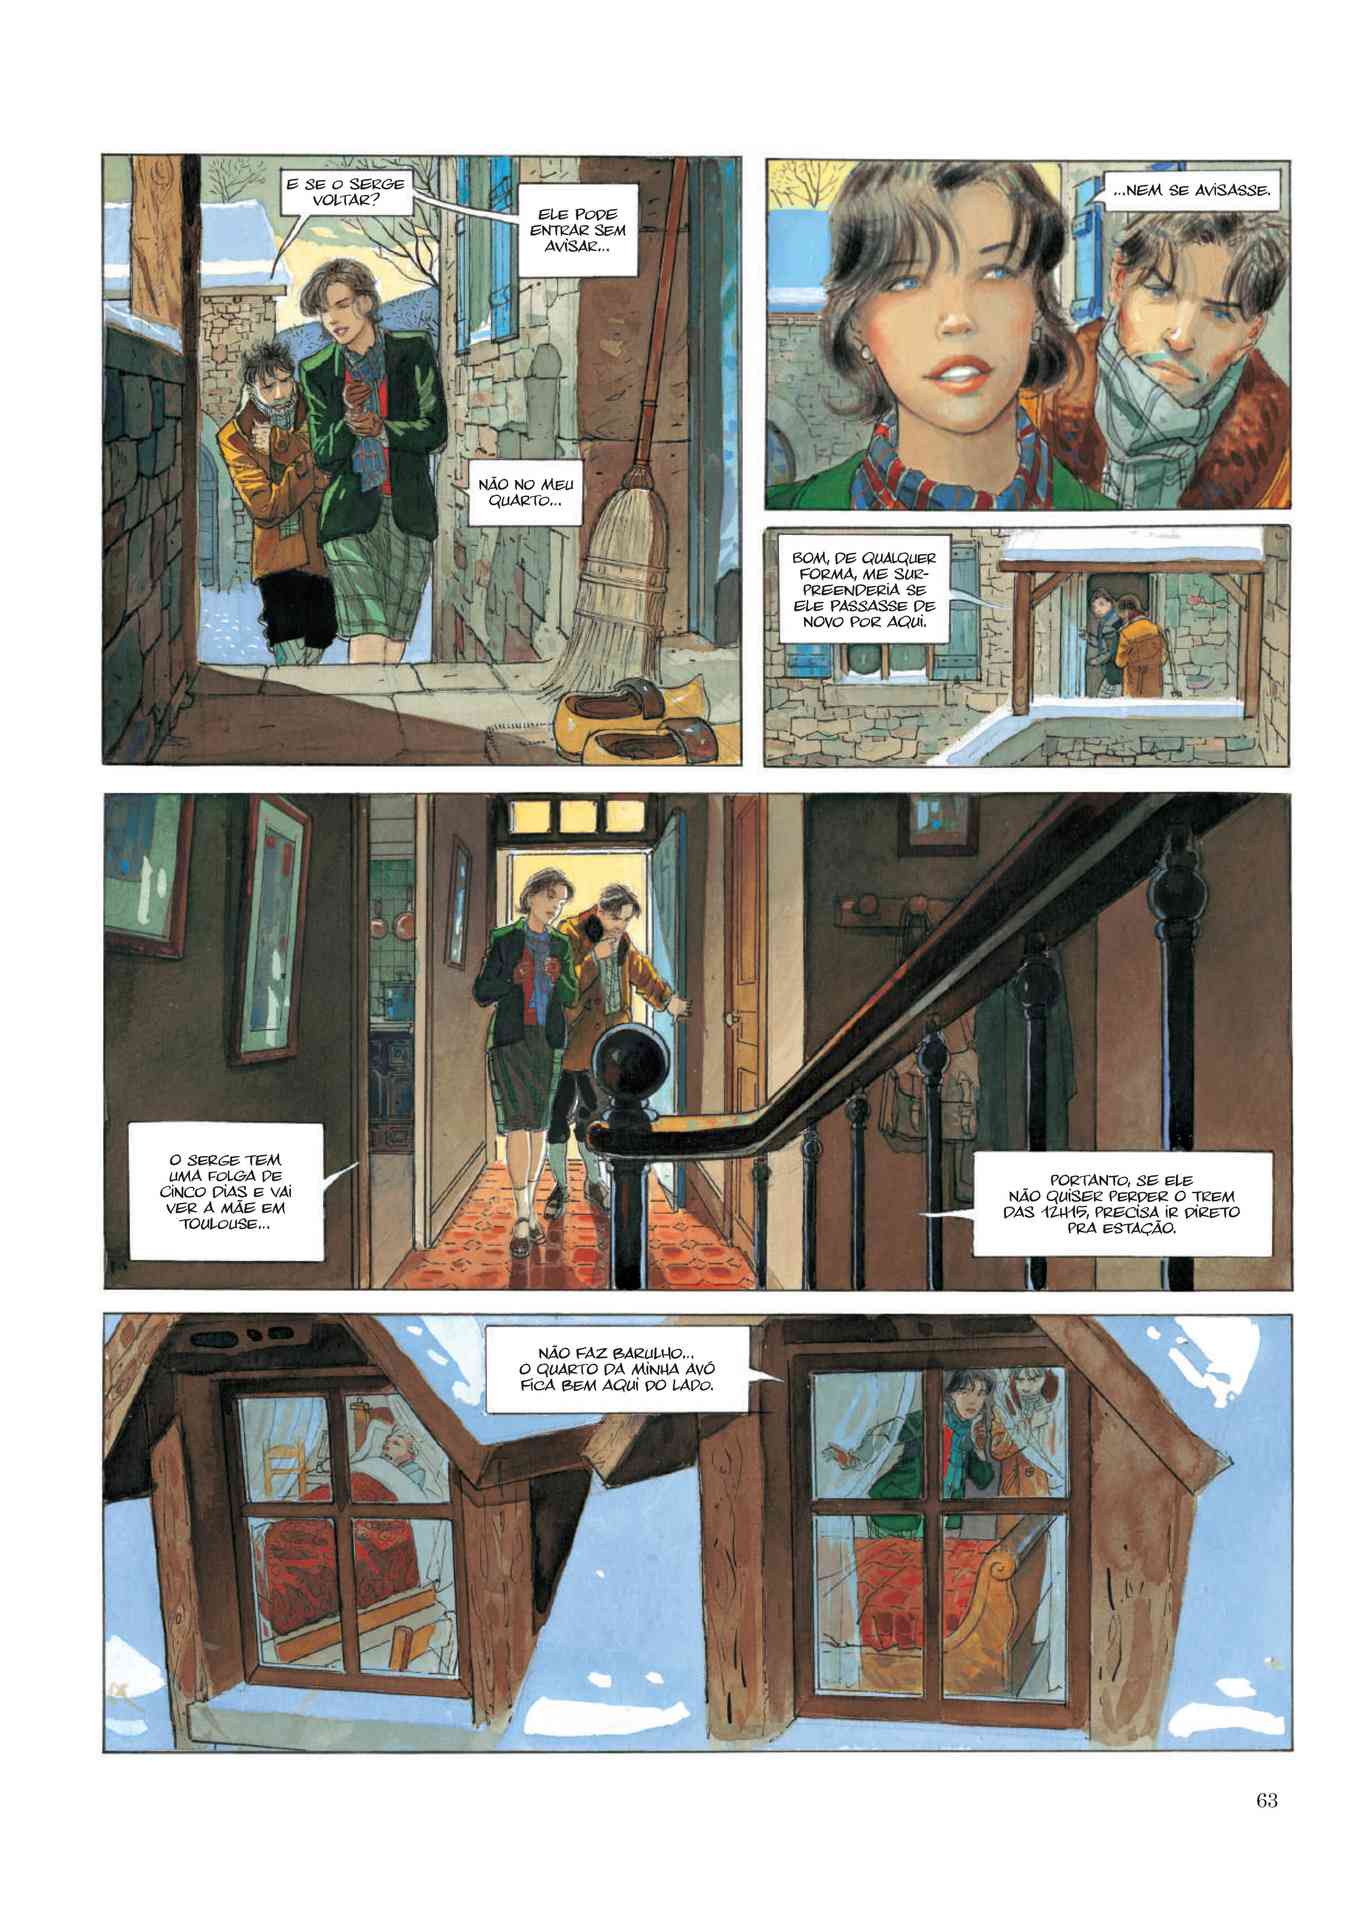 E SE O SERGE
VOLTAR?
ELE PODE
ENTRAR SEM
AVISAR...
NÃO NO MEU
QUARTO...
...NEM SE AVISASSE.
BOM, DE QUALQUER
FORMA, ME SUR-
PREENDERIA SE
ELE PASSASSE DE
NOVO POR AQUI.
O SERGE TEM
UMA FOLGA DE
CINCO DIAS E VAI
VER A MÃE EM
TOULOUSE...
PORTANTO, SE ELE
NÃO QUISER PERDER O TREM
DAS 12H15, PRECISA IR DIRETO
PRA ESTAÇÃO.
NÃO FAZ BARULHO...
O QUARTO DA MINHA AVÓ
FICA BEM AQUI DO LADO.
63